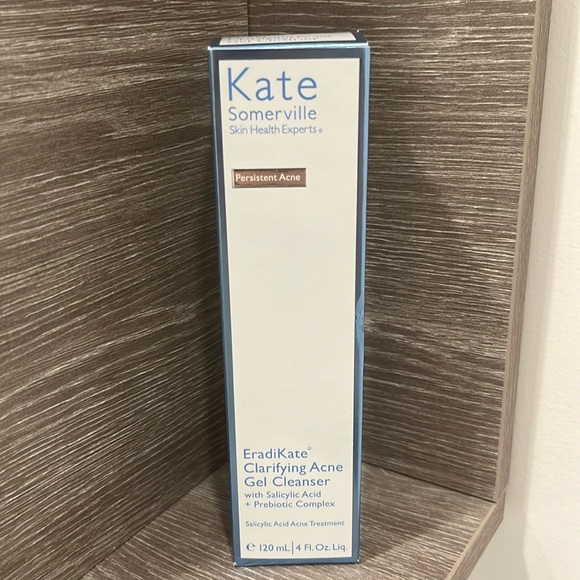 Kate
Somerville
Skin Health Experts®
Persistent Acne
EradiKate®
Clarifying Acne
Gel Cleanser
with Salicylic Acid
+ Prebiotic Complex
Salicylic Acid Acne Treatment
℮ 120 mL | 4 Fl. Oz. Liq.